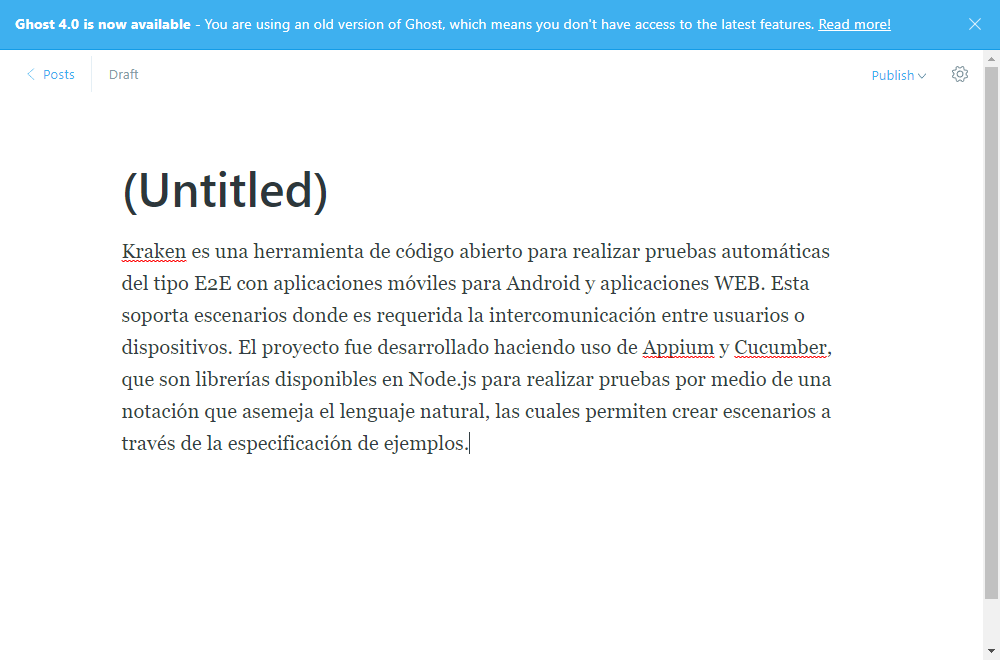 Ghost 4.0 is now available - You are using an old version of Ghost, which means you don't have access to the latest features. Read more!
Posts
Draft
Publish
(Untitled)
Kraken es una herramienta de código abierto para realizar pruebas automáticas
del tipo E2E con aplicaciones móviles para Android y aplicaciones WEB. Esta
soporta escenarios donde es requerida la intercomunicación entre usuarios o
dispositivos. El proyecto fue desarrollado haciendo uso de Appium y Cucumber,
que son librerías disponibles en Node.js para realizar pruebas por medio de una
notación que asemeja el lenguaje natural, las cuales permiten crear escenarios a
través de la especificación de ejemplos.